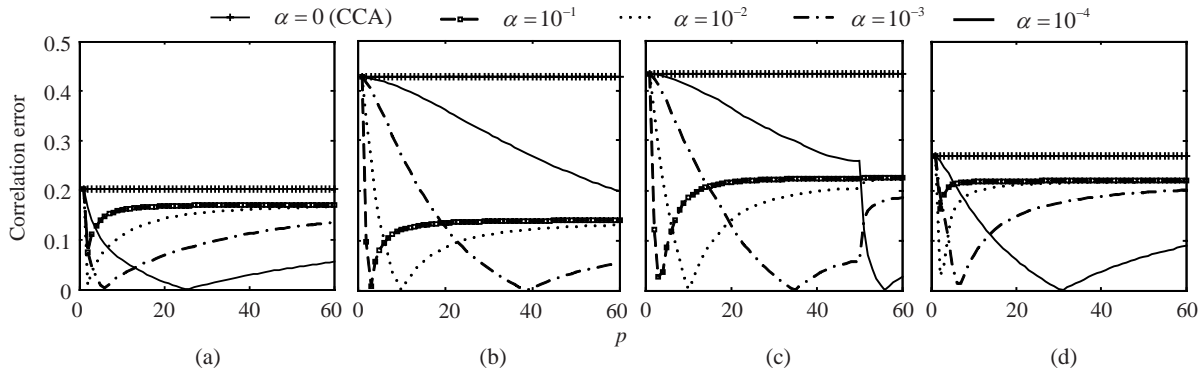 α = 0 (CCA) α = 10⁻¹ α = 10⁻² α = 10⁻³ α = 10⁻⁴
Correlation error
0.5
0.4
0.3
0.2
0.1
0
0 20 40 60 0 20 40 60 0 20 40 60 0 20 40 60
p
(a) (b) (c) (d)